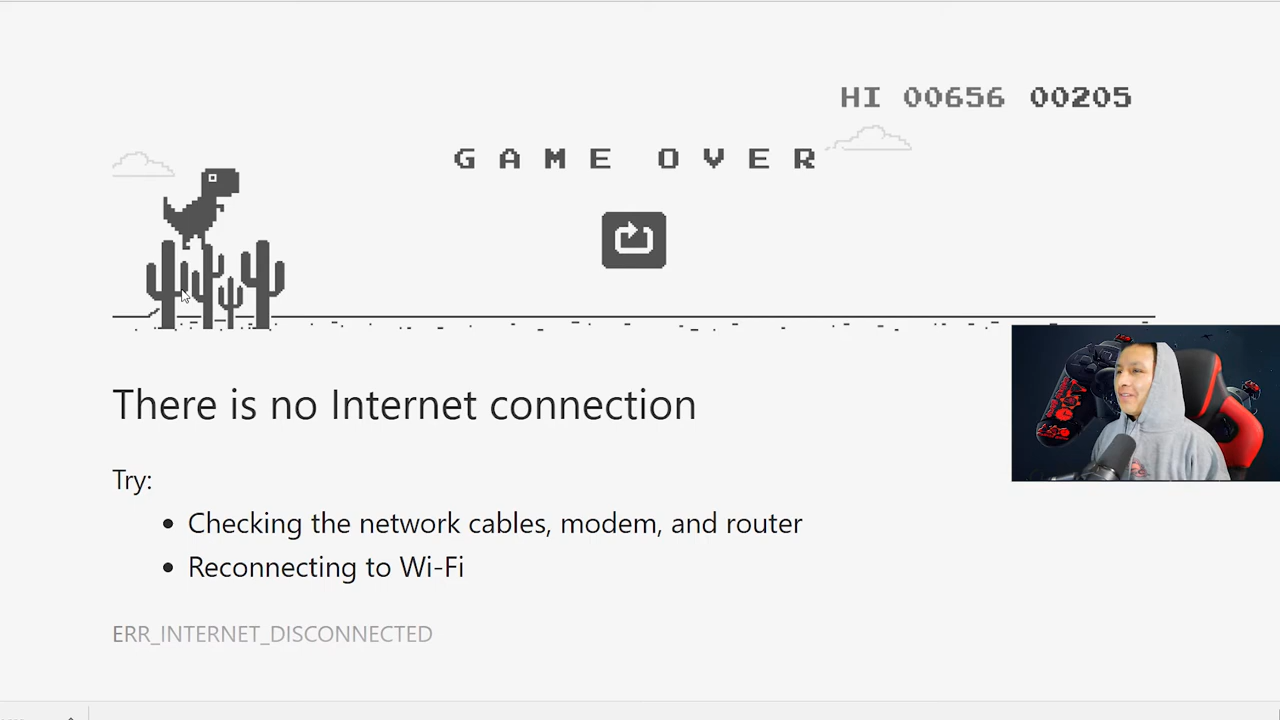 HI 00656 00205
GAME OVER
There is no Internet connection
Try:
Checking the network cables, modem, and router
Reconnecting to Wi-Fi
ERR_INTERNET_DISCONNECTED